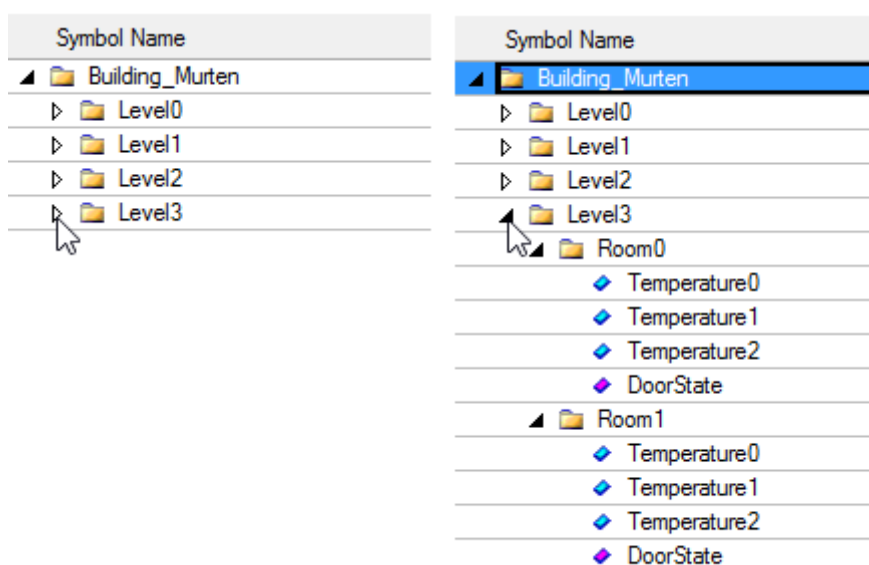 Symbol Name
Building_Murten
Level0
Level1
Level2
Level3
Symbol Name
Building_Murten
Level0
Level1
Level2
Level3
Room0
Temperature0
Temperature1
Temperature2
DoorState
Room1
Temperature0
Temperature1
Temperature2
DoorState